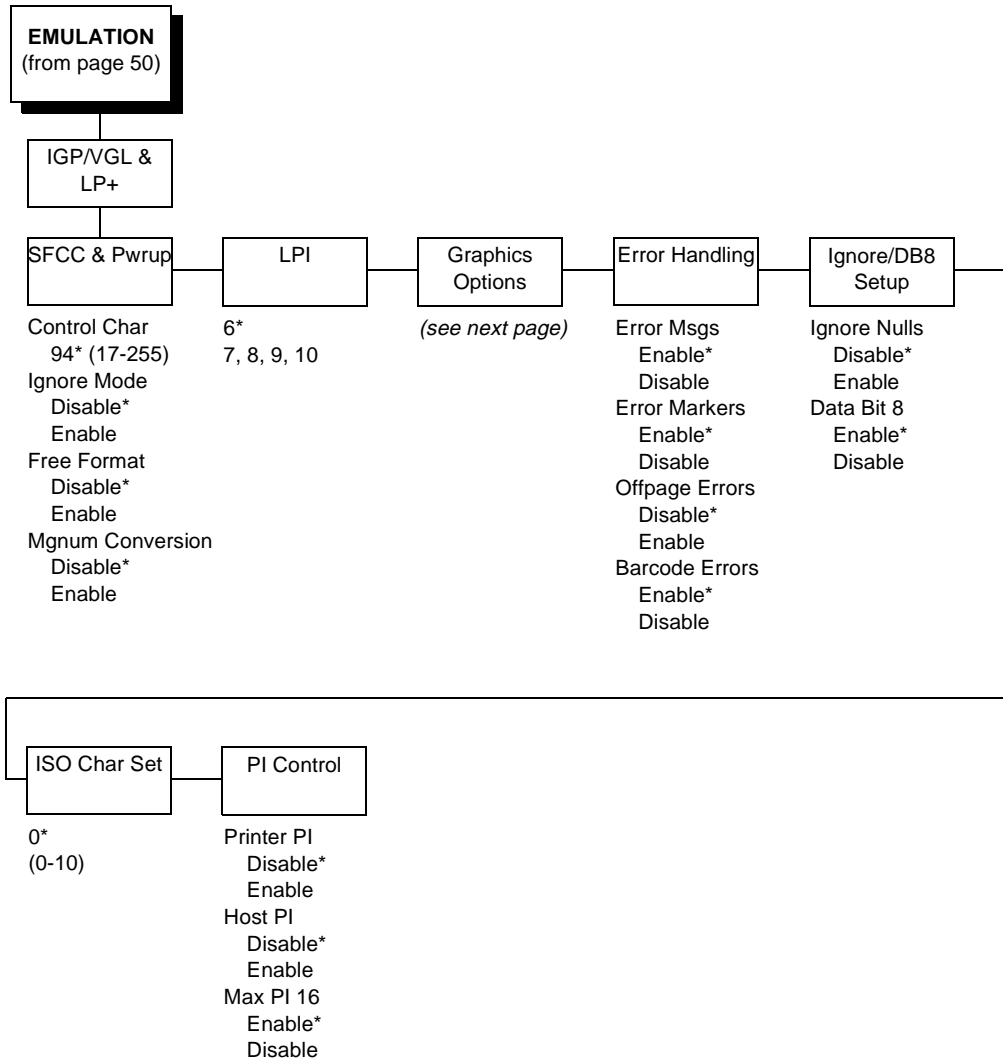 EMULATION
(from page 50)
IGP/VGL &
LP+
SFCC & Pwrup
Control Char
94* (17-255)
Ignore Mode
Disable*
Enable
Free Format
Disable*
Enable
Mgnum Conversion
Disable*
Enable
LPI
6*
7, 8, 9, 10
Graphics
Options
(see next page)
Error Handling
Error Msgs
Enable*
Disable
Error Markers
Enable*
Disable
Offpage Errors
Disable*
Enable
Barcode Errors
Enable*
Disable
Ignore/DB8
Setup
Ignore Nulls
Disable*
Enable
Data Bit 8
Enable*
Disable
ISO Char Set
0*
(0-10)
PI Control
Printer PI
Disable*
Enable
Host PI
Disable*
Enable
Max PI 16
Enable*
Disable